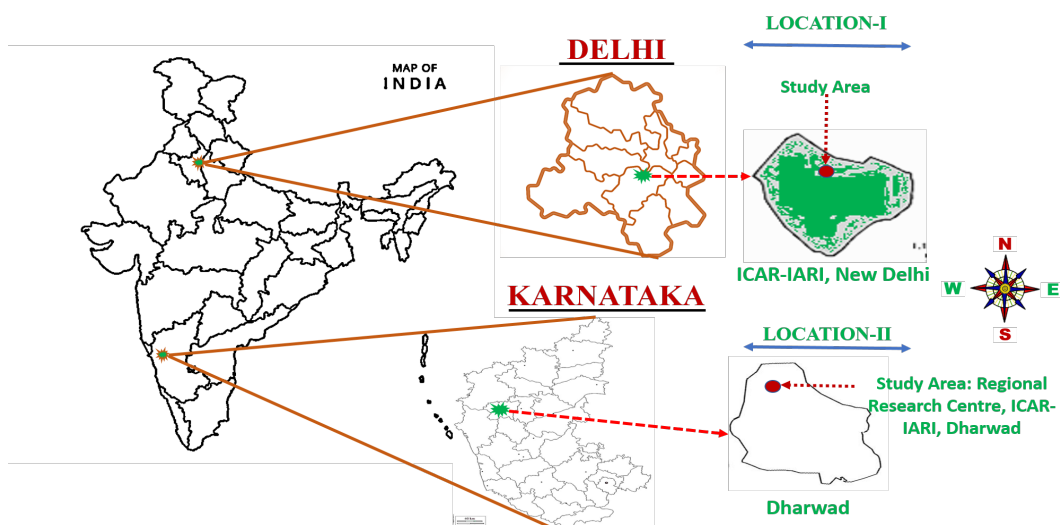 LOCATION-I
DELHI
MAP OF
INDIA
Study Area
ICAR-IARI, New Delhi
N
W
E
S
KARNATAKA
LOCATION-II
Study Area: Regional
Research Centre, ICAR-
IARI, Dharwad
Dharwad